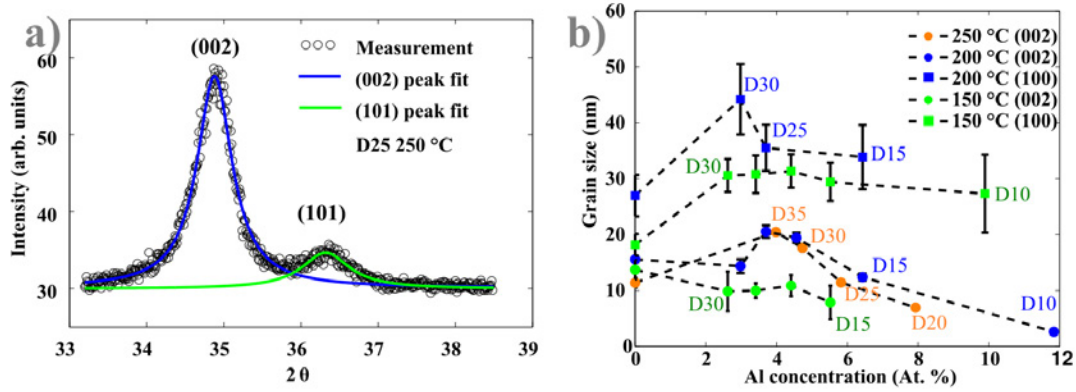 a)
(002)
Measurement
(002) peak fit
(101) peak fit
D25 250 °C
(101)
Intensity (arb. units)
60
50
40
30
33
34
35
36
37
38
39
2θ
b)
250 °C (002)
200 °C (002)
200 °C (100)
150 °C (002)
150 °C (100)
D30
D25
D15
D30
D10
D35
D30
D15
D25
D20
D30
D15
D10
Grain size (nm)
60
50
40
30
20
10
0
0
2
4
6
8
10
12
Al concentration (At. %)